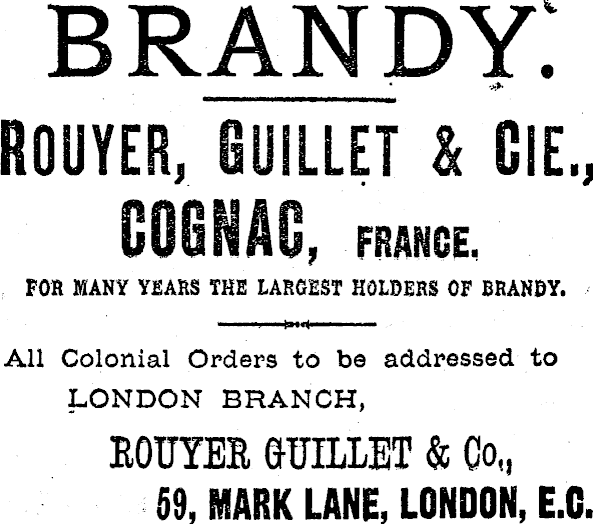 BRANDY.
ROUYER, GUILLET & CIE.,
COGNAC, FRANCE.
FOR MANY YEARS THE LARGEST HOLDERS OF BRANDY.
All Colonial Orders to be addressed to
LONDON BRANCH,
ROUYER GUILLET & Co.,
59, MARK LANE, LONDON, E.C.